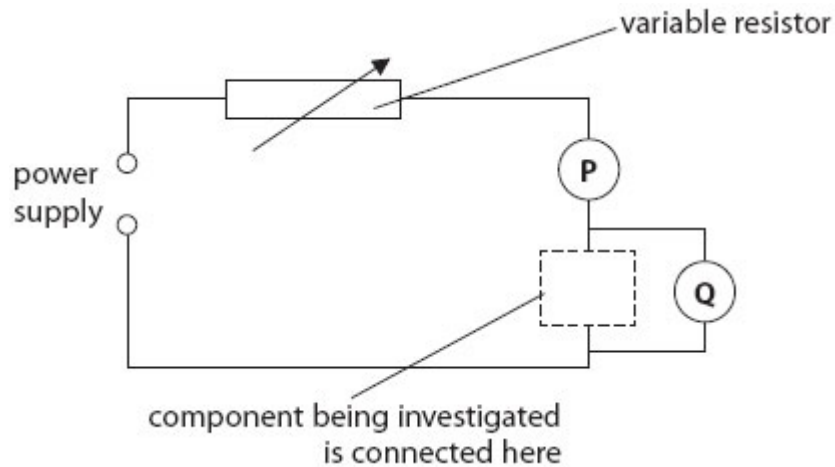 variable resistor
power
supply
P
Q
component being investigated
is connected here